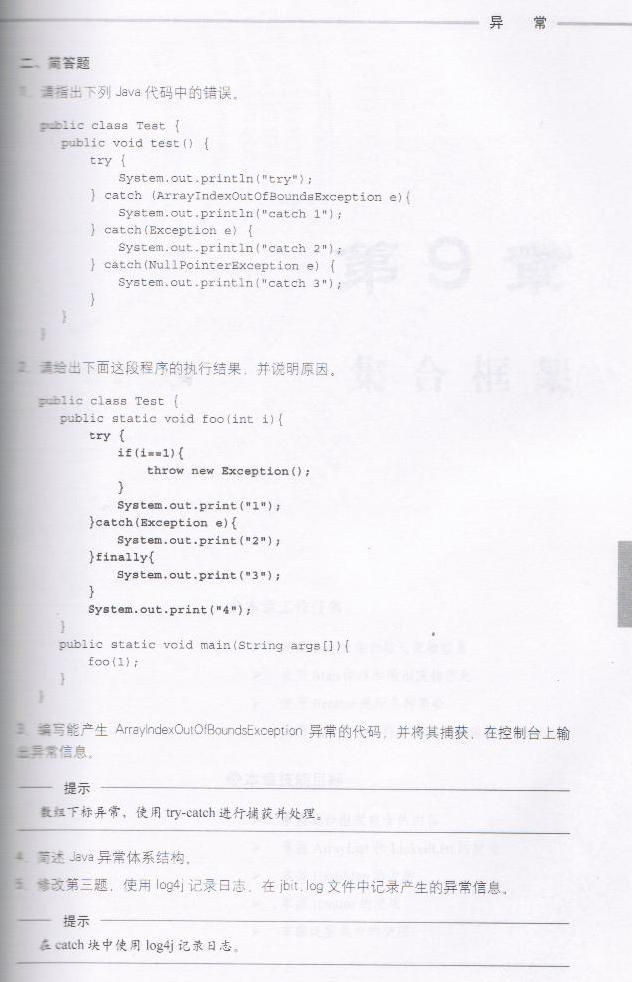 异 常
二、简答题
1. 请指出下列 Java 代码中的错误。
public class Test {
public void test() {
try {
System.out.println("try");
} catch (ArrayIndexOutOfBoundsException e){
System.out.println("catch 1");
} catch(Exception e) {
System.out.println("catch 2");
} catch(NullPointerException e) {
System.out.println("catch 3");
}
}
}
2. 请给出下面这段程序的执行结果，并说明原因。
public class Test {
public static void foo(int i){
try {
if(i==1){
throw new Exception();
}
System.out.print("1");
}catch(Exception e){
System.out.print("2");
}finally{
System.out.print("3");
}
System.out.print("4");
}
public static void main(String args[]){
foo(1);
}
}
3. 编写能产生 ArrayIndexOutOfBoundsException 异常的代码，并将其捕获，在控制台上输
出异常信息。
提示
数组下标异常，使用 try-catch 进行捕获并处理。
4. 简述 Java 异常体系结构。
5. 修改第三题，使用 log4j 记录日志，在 jbit.log 文件中记录产生的异常信息。
提示
在 catch 块中使用 log4j 记录日志。
第 9 章
集合框架